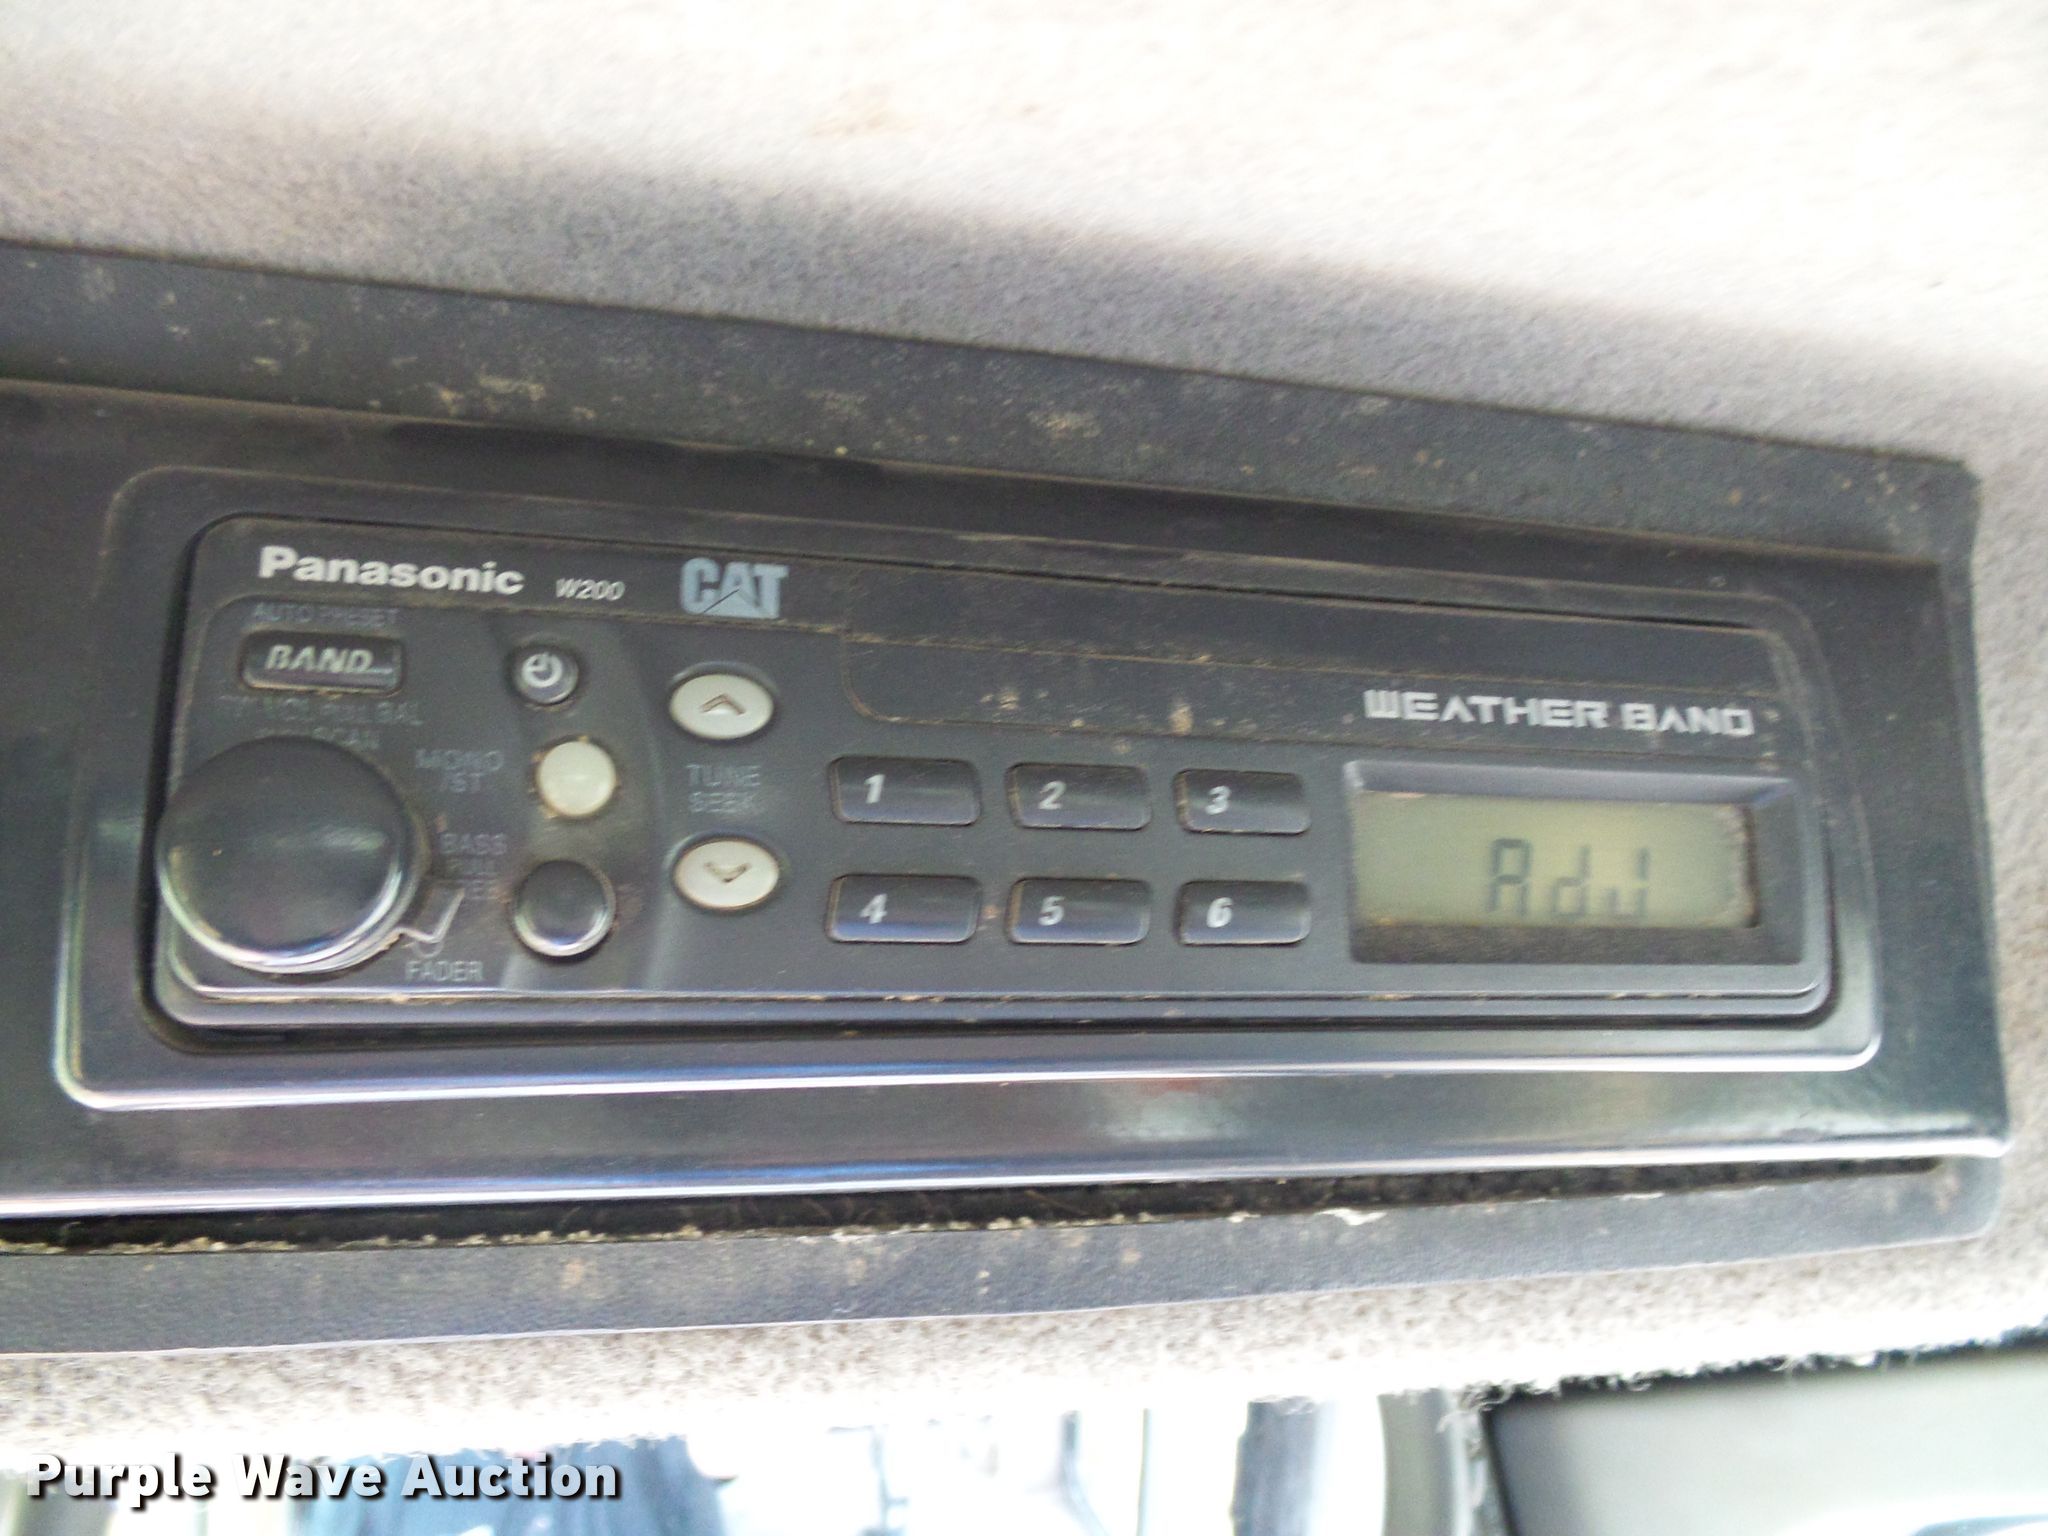 Panasonic W200 CAT
AUTO PRESET
BAND
WEATHER BAND
SCAN
MONO
/ST
TUNE
SEEK
1 2 3
BASS
Adj
4 5 6
FADER
Purple Wave Auction